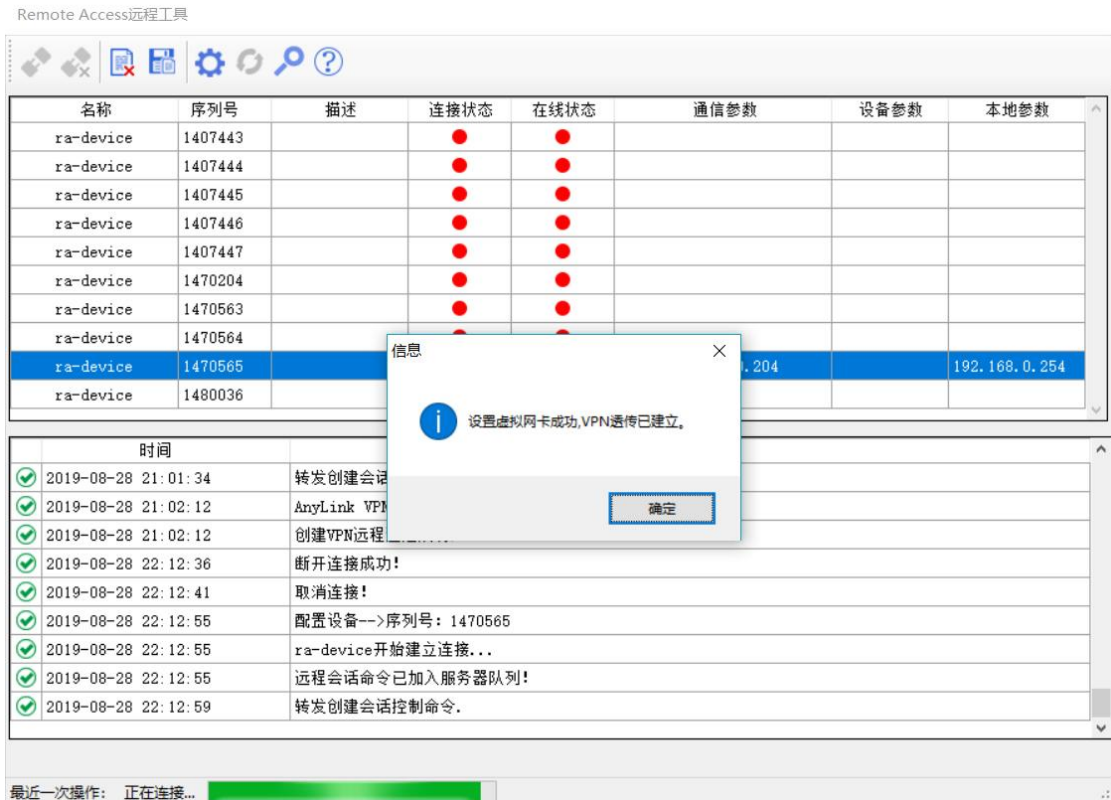 Remote Access远程工具
名称 序列号 描述 连接状态 在线状态 通信参数 设备参数 本地参数
ra-device 1407443
ra-device 1407444
ra-device 1407445
ra-device 1407446
ra-device 1407447
ra-device 1470204
ra-device 1470563
ra-device 1470564
ra-device 1470565 .204 192.168.0.254
ra-device 1480036
信息
设置虚拟网卡成功,VPN透传已建立。
确定
时间
2019-08-28 21:01:34 转发创建会话
2019-08-28 21:02:12 AnyLink VPN
2019-08-28 21:02:12 创建VPN远程
2019-08-28 22:12:36 断开连接成功!
2019-08-28 22:12:41 取消连接!
2019-08-28 22:12:55 配置设备-->序列号: 1470565
2019-08-28 22:12:55 ra-device开始建立连接...
2019-08-28 22:12:55 远程会话命令已加入服务器队列!
2019-08-28 22:12:59 转发创建会话控制命令.
最近一次操作: 正在连接...